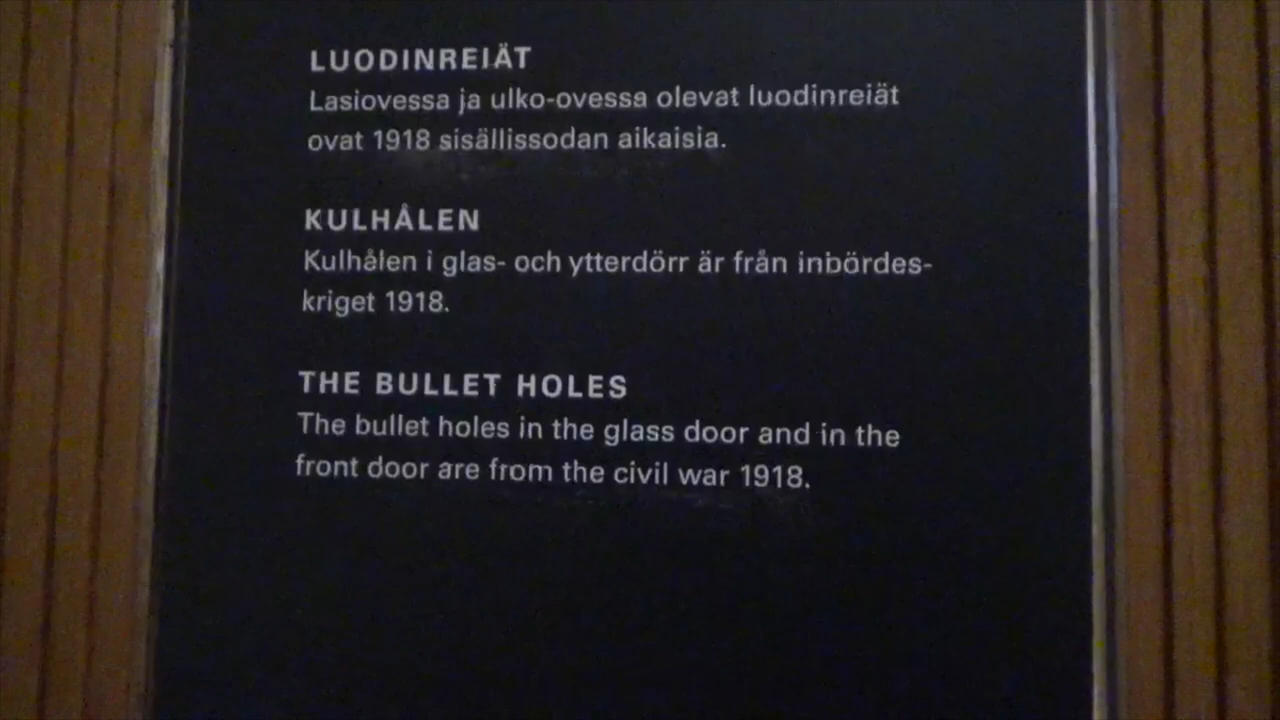 LUODINREIÄT
Lasiovessa ja ulko-ovessa olevat luodinreiät
ovat 1918 sisällissodan aikaisia.
KULHÅLEN
Kulhålen i glas- och ytterdörr är från inbördes-
kriget 1918.
THE BULLET HOLES
The bullet holes in the glass door and in the
front door are from the civil war 1918.